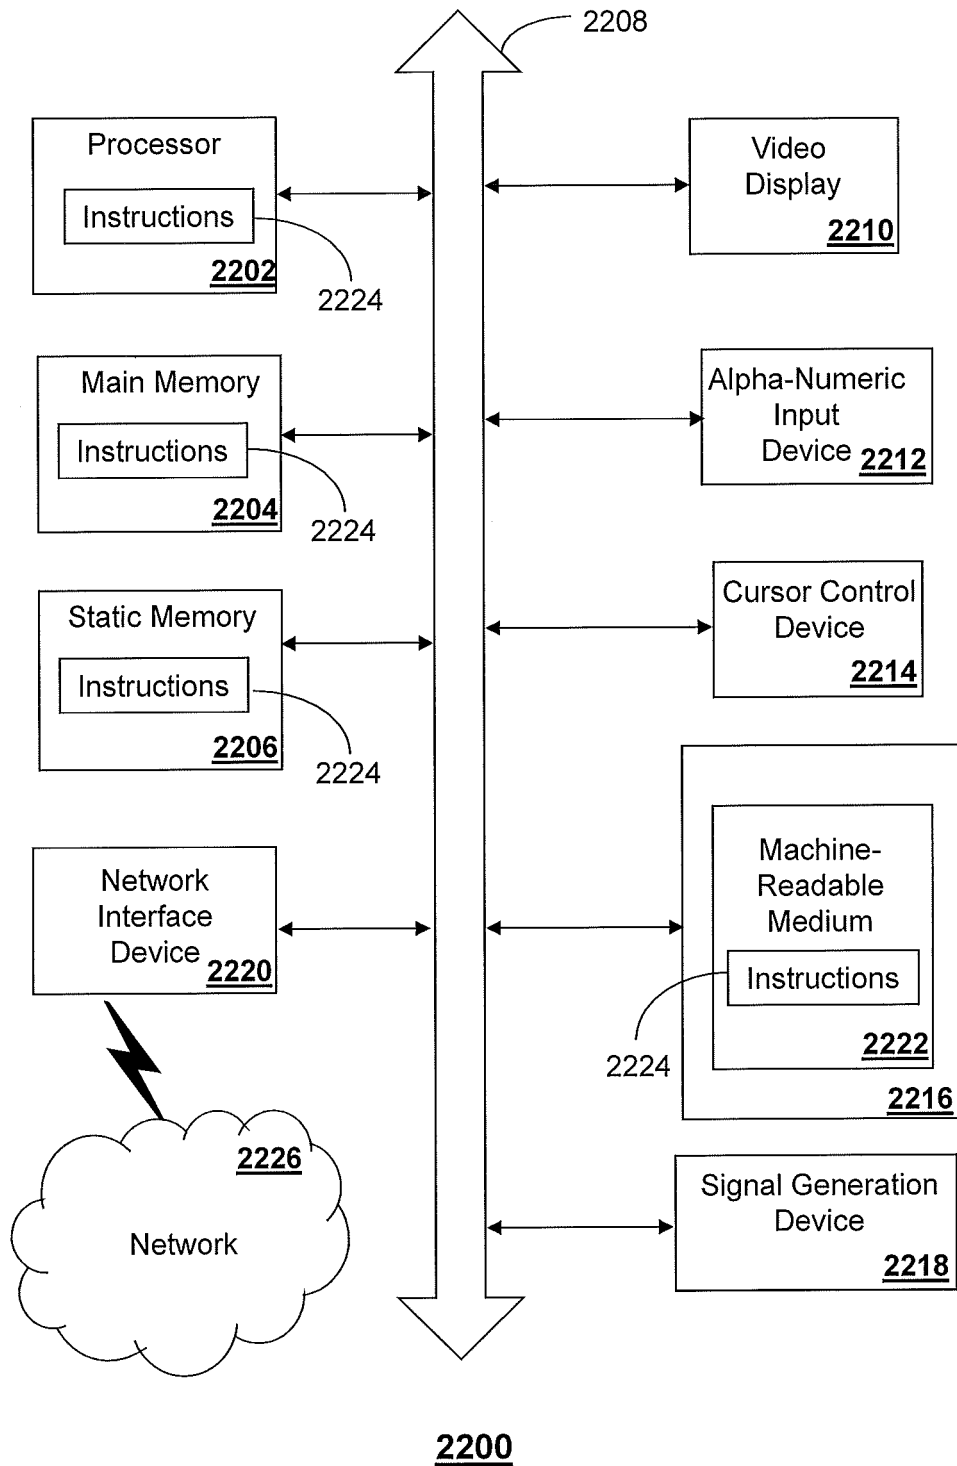 2208
Processor
Instructions
2202
2224
Main Memory
Instructions
2204
2224
Static Memory
Instructions
2206
2224
Network
Interface
Device
2220
2226
Network
Video
Display
2210
Alpha-Numeric
Input
Device
2212
Cursor Control
Device
2214
Machine-
Readable
Medium
Instructions
2222
2224
2216
Signal Generation
Device
2218
2200